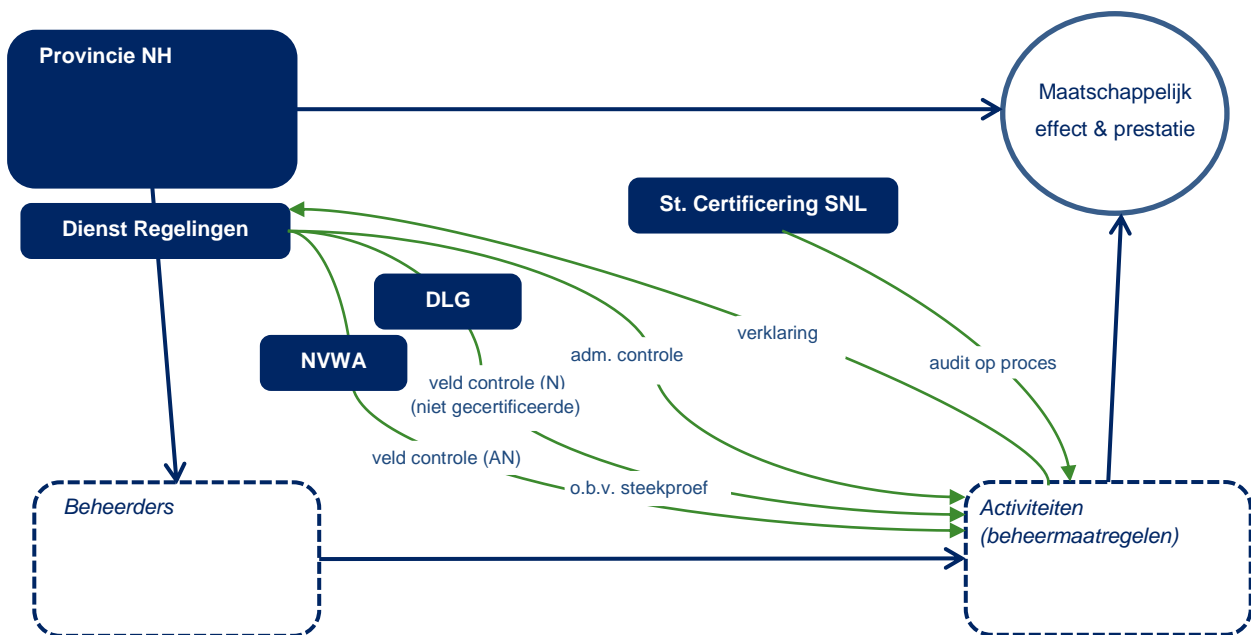 Provincie NH
Maatschappelijk
effect & prestatie
St. Certificering SNL
Dienst Regelingen
DLG
verklaring
adm. controle
NVWA
audit op proces
veld controle (N)
(niet gecertificeerde)
veld controle (AN)
o.b.v. steekproef
Beheerders
Activiteiten
(beheermaatregelen)